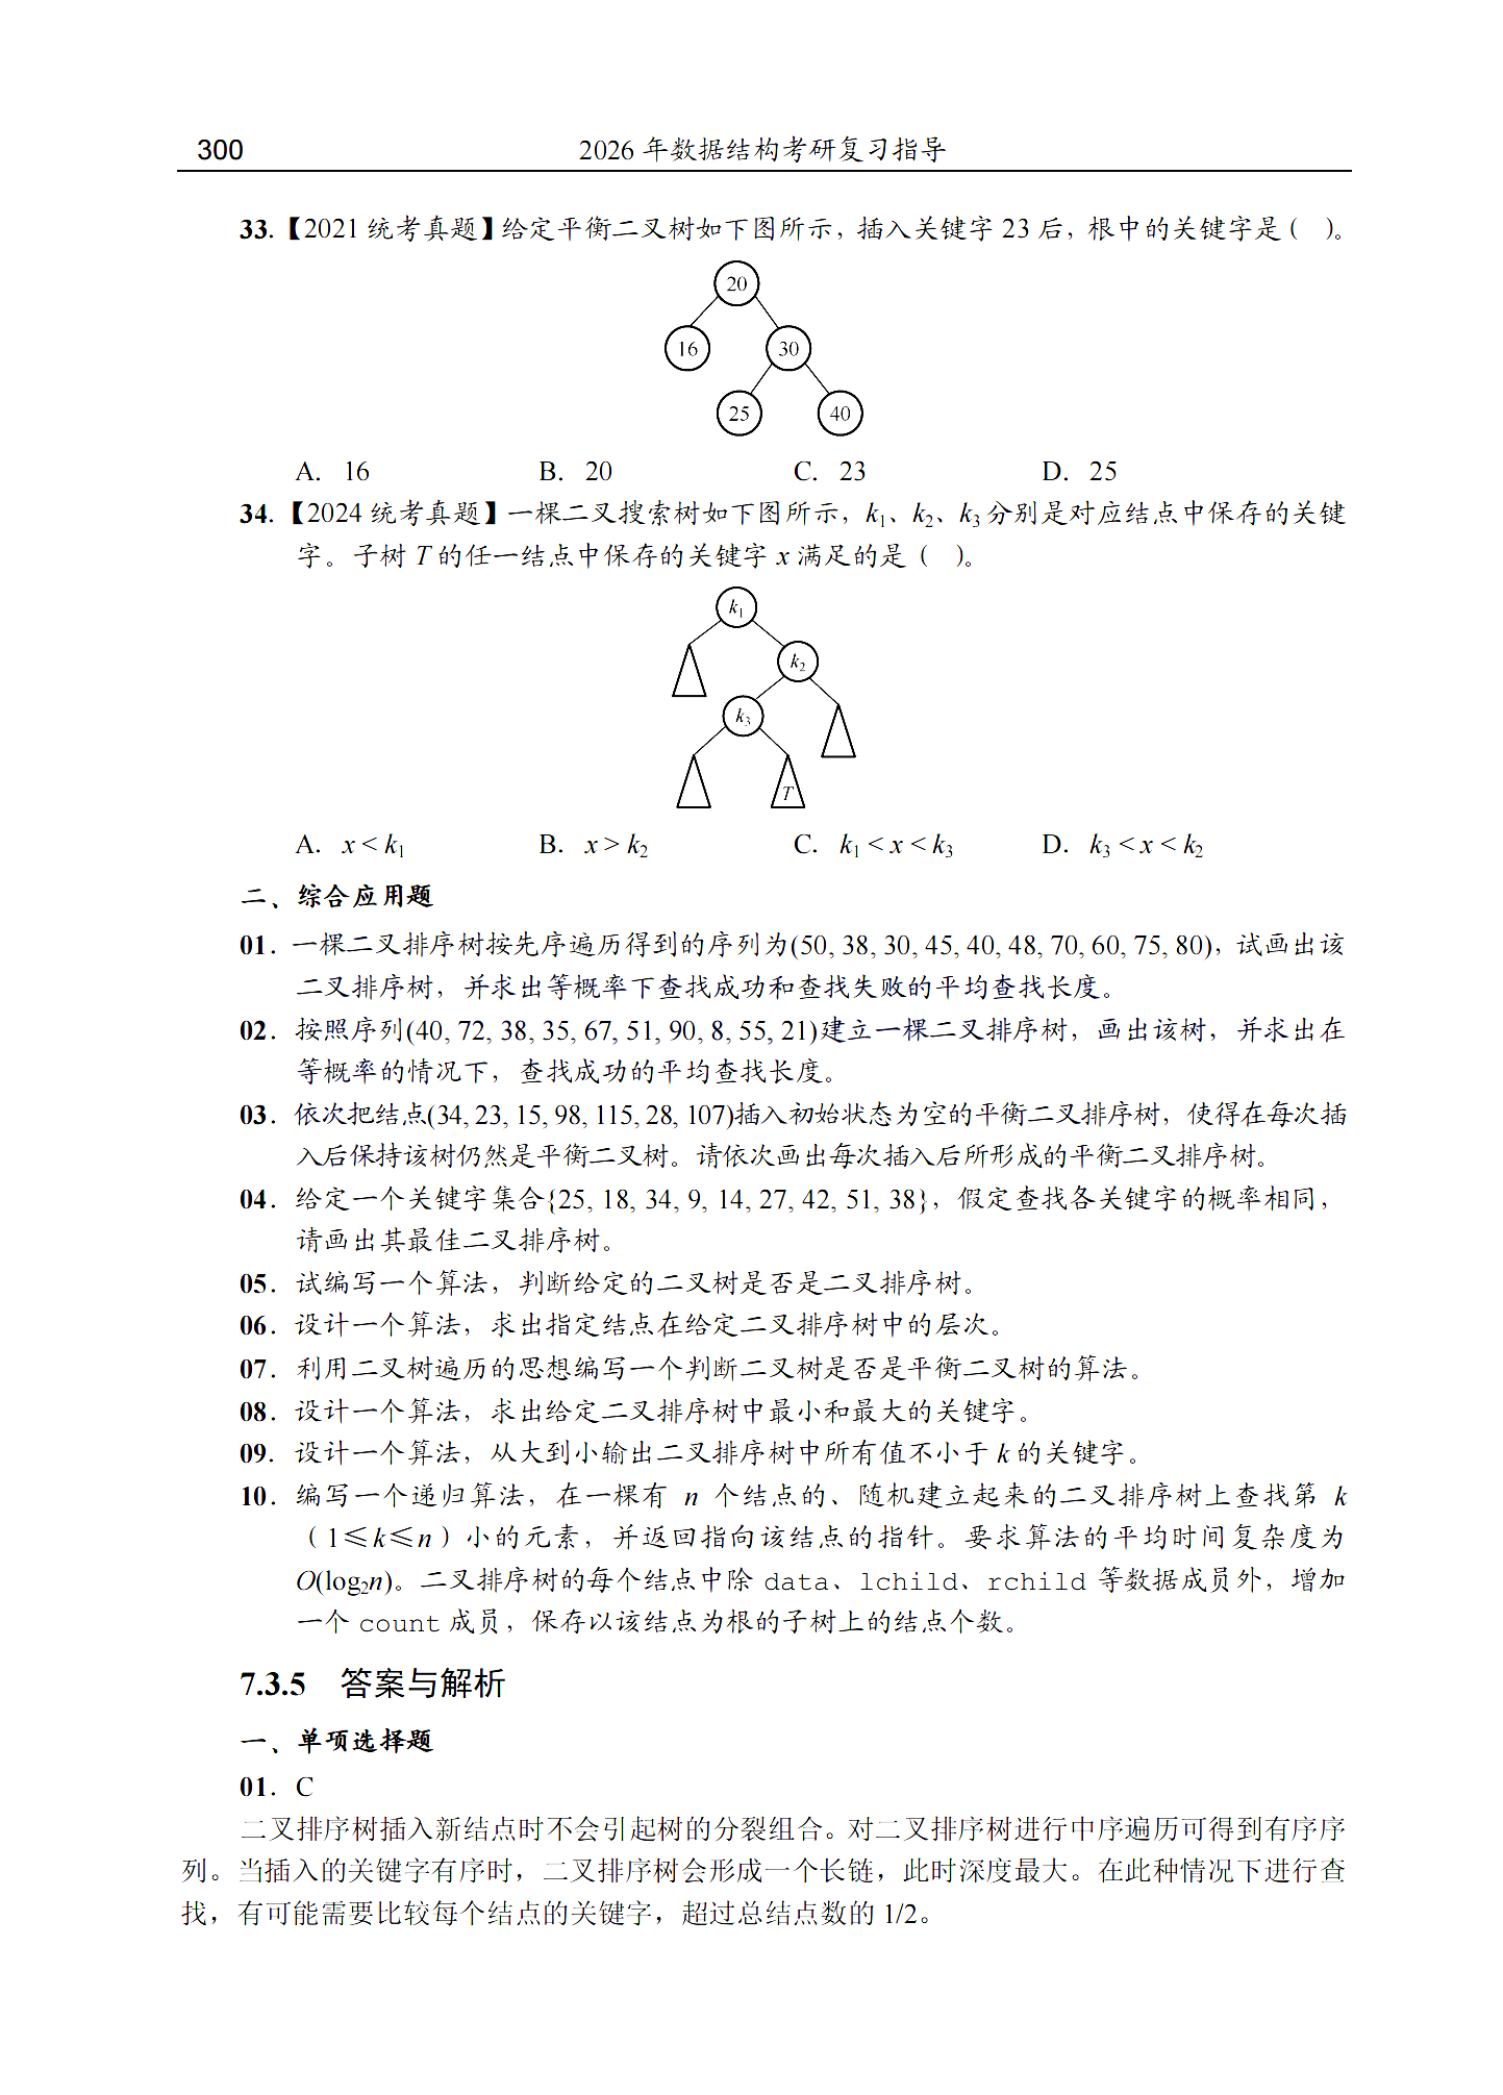 300
2026 年数据结构考研复习指导
33.【2021 统考真题】给定平衡二叉树如下图所示，插入关键字 23 后，根中的关键字是（ ）。
20
16
30
25
40
A. 16 B. 20 C. 23 D. 25
34.【2024 统考真题】一棵二叉搜索树如下图所示，k₁、k₂、k₃分别是对应结点中保存的关键
字。子树 T 的任一结点中保存的关键字 x 满足的是（ ）。
k₁
k₂
k₃
T
A. x < k₁ B. x > k₂ C. k₁ < x < k₃ D. k₃ < x < k₂
二、综合应用题
01. 一棵二叉排序树按先序遍历得到的序列为(50, 38, 30, 45, 40, 48, 70, 60, 75, 80)，试画出该
二叉排序树，并求出等概率下查找成功和查找失败的平均查找长度。
02. 按照序列(40, 72, 38, 35, 67, 51, 90, 8, 55, 21)建立一棵二叉排序树，画出该树，并求出在
等概率的情况下，查找成功的平均查找长度。
03. 依次把结点(34, 23, 15, 98, 115, 28, 107)插入初始状态为空的平衡二叉排序树，使得在每次插
入后保持该树仍然是平衡二叉树。请依次画出每次插入后所形成的平衡二叉排序树。
04. 给定一个关键字集合{25, 18, 34, 9, 14, 27, 42, 51, 38}，假定查找各关键字的概率相同，
请画出其最佳二叉排序树。
05. 试编写一个算法，判断给定的二叉树是否是二叉排序树。
06. 设计一个算法，求出指定结点在给定二叉排序树中的层次。
07. 利用二叉树遍历的思想编写一个判断二叉树是否是平衡二叉树的算法。
08. 设计一个算法，求出给定二叉排序树中最小和最大的关键字。
09. 设计一个算法，从大到小输出二叉排序树中所有值不小于 k 的关键字。
10. 编写一个递归算法，在一棵有 n 个结点的、随机建立起来的二叉排序树上查找第 k
（1≤k≤n）小的元素，并返回指向该结点的指针。要求算法的平均时间复杂度为
O(log₂n)。二叉排序树的每个结点中除 data、lchild、rchild 等数据成员外，增加
一个 count 成员，保存以该结点为根的子树上的结点个数。
7.3.5 答案与解析
一、单项选择题
01. C
二叉排序树插入新结点时不会引起树的分裂组合。对二叉排序树进行中序遍历可得到有序序
列。当插入的关键字有序时，二叉排序树会形成一个长链，此时深度最大。在此种情况下进行查
找，有可能需要比较每个结点的关键字，超过总结点数的 1/2。